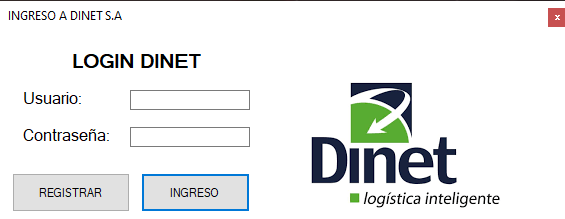 INGRESO A DINET S.A
x
LOGIN DINET
Usuario:
Contraseña:
REGISTRAR
INGRESO
Dinet
logística inteligente